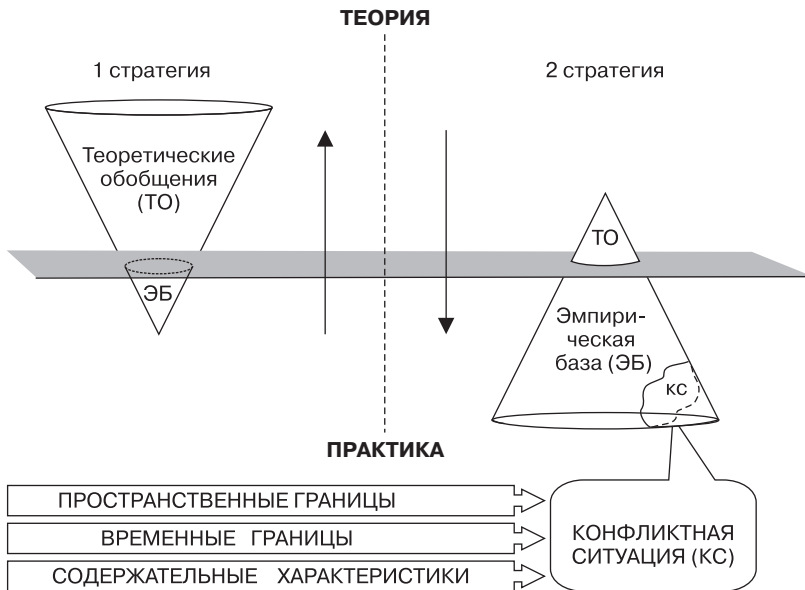 ТЕОРИЯ
1 стратегия
2 стратегия
Теоретические
обобщения
(ТО)
ТО
ЭБ
Эмпири-
ческая
база (ЭБ)
КС
ПРАКТИКА
ПРОСТРАНСТВЕННЫЕ ГРАНИЦЫ
ВРЕМЕННЫЕ ГРАНИЦЫ
СОДЕРЖАТЕЛЬНЫЕ ХАРАКТЕРИСТИКИ
КОНФЛИКТНАЯ
СИТУАЦИЯ (КС)